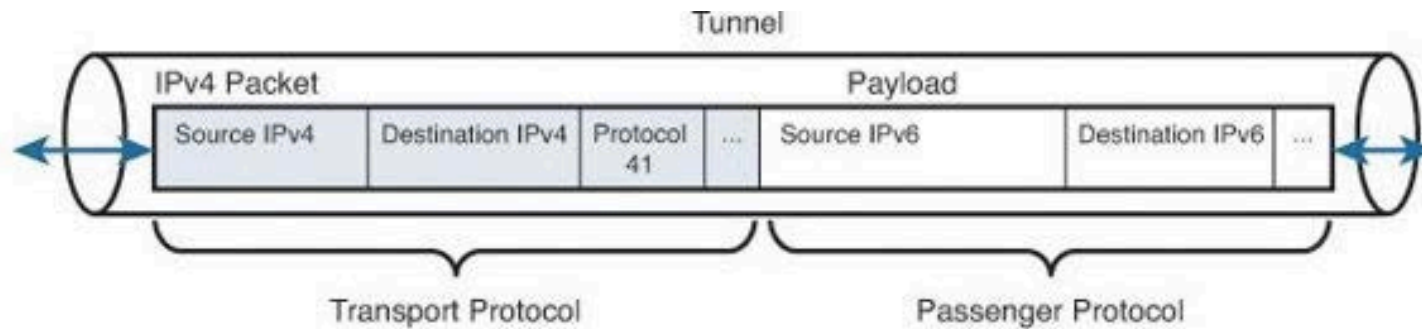 Tunnel
IPv4 Packet
Payload
Source IPv4
Destination IPv4
Protocol
41
...
Source IPv6
Destination IPv6
...
Transport Protocol
Passenger Protocol